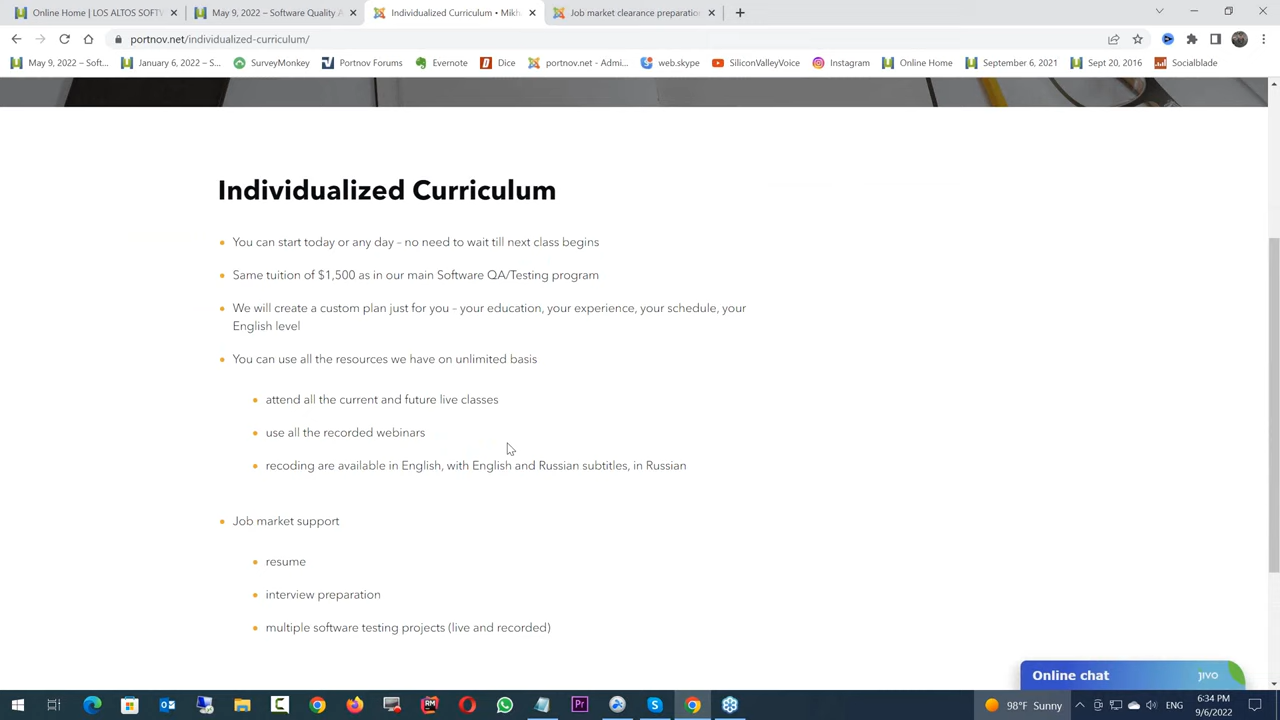 Home | LOS ALTOS SOFTW
May 9, 2022 – Software Quality A
Individualized Curriculum • Mikh
Job market clearance preparation
portnov.net/individualized-curriculum/
May 9, 2022 – Soft...
January 6, 2022 – S...
SurveyMonkey
Portnov Forums
Evernote
Dice
portnov.net - Admi...
web.skype
SiliconValleyVoice
Instagram
Online Home
September 6, 2021
Sept 20, 2016
Socialblade
Individualized Curriculum
You can start today or any day – no need to wait till next class begins
Same tuition of $1,500 as in our main Software QA/Testing program
We will create a custom plan just for you – your education, your experience, your schedule, your
English level
You can use all the resources we have on unlimited basis
attend all the current and future live classes
use all the recorded webinars
recoding are available in English, with English and Russian subtitles, in Russian
Job market support
resume
interview preparation
multiple software testing projects (live and recorded)
Online chat
JIVO
98°F Sunny
ENG
6:34 PM
9/6/2022